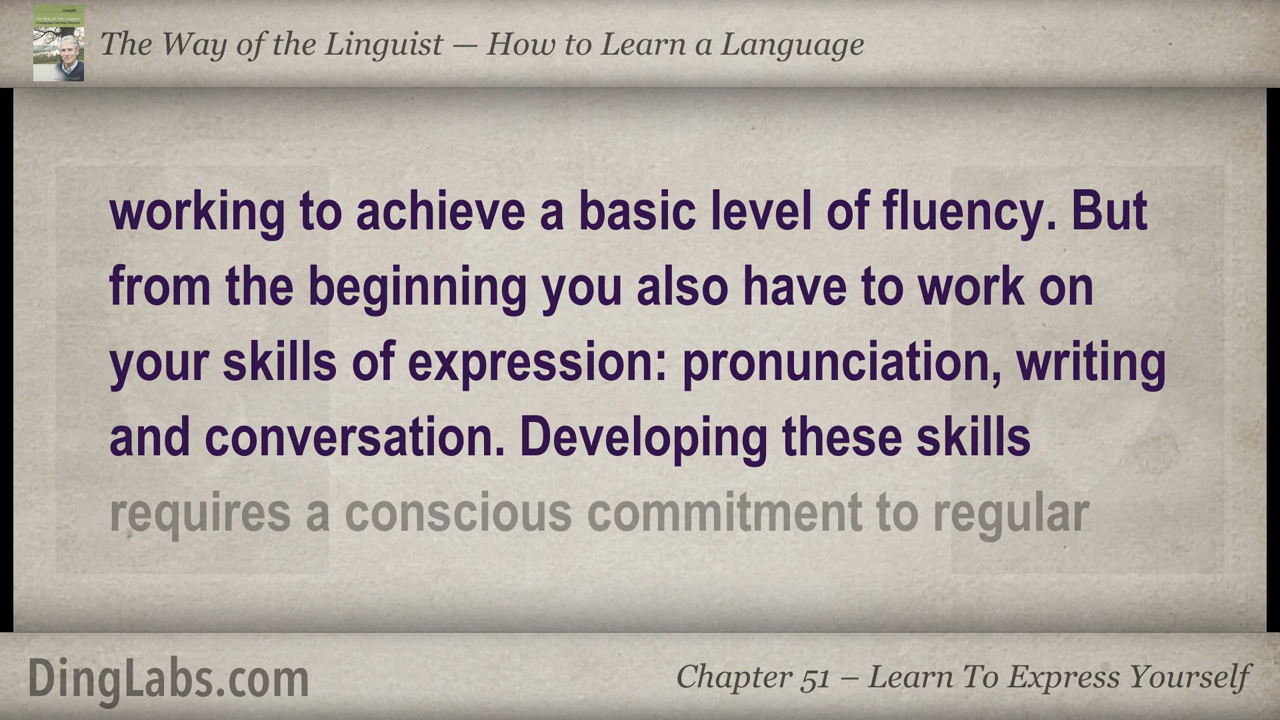 The Way of the Linguist — How to Learn a Language
working to achieve a basic level of fluency. But
from the beginning you also have to work on
your skills of expression: pronunciation, writing
and conversation. Developing these skills
requires a conscious commitment to regular
DingLabs.com
Chapter 51 – Learn To Express Yourself